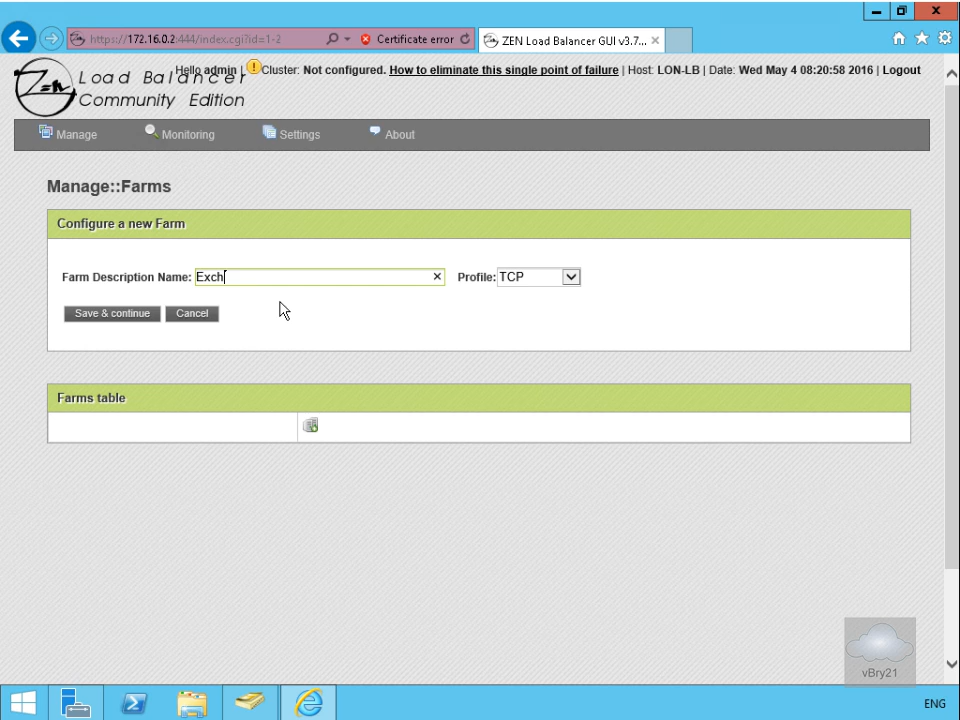 https://172.16.0.2:444/index.cgi?id=1-2
Certificate error
ZEN Load Balancer GUI v3.7...
Zen
Load Balancer
Community Edition
Hello admin | Cluster: Not configured. How to eliminate this single point of failure | Host: LON-LB | Date: Wed May 4 08:20:58 2016 | Logout
Manage
Monitoring
Settings
About
Manage::Farms
Configure a new Farm
Farm Description Name: Exch
Profile: TCP
Save & continue
Cancel
Farms table
vBry21
ENG